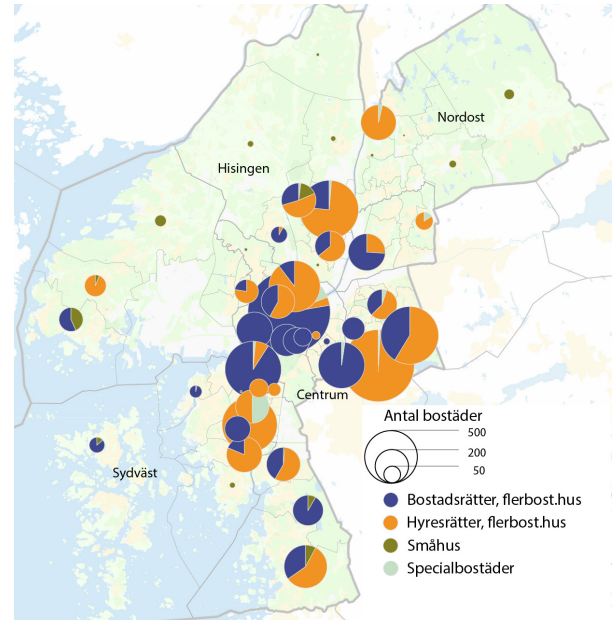 Nordost
Hisingen
Centrum
Sydväst
Antal bostäder
500
200
50
Bostadsrätter, flerbost.hus
Hyresrätter, flerbost.hus
Småhus
Specialbostäder